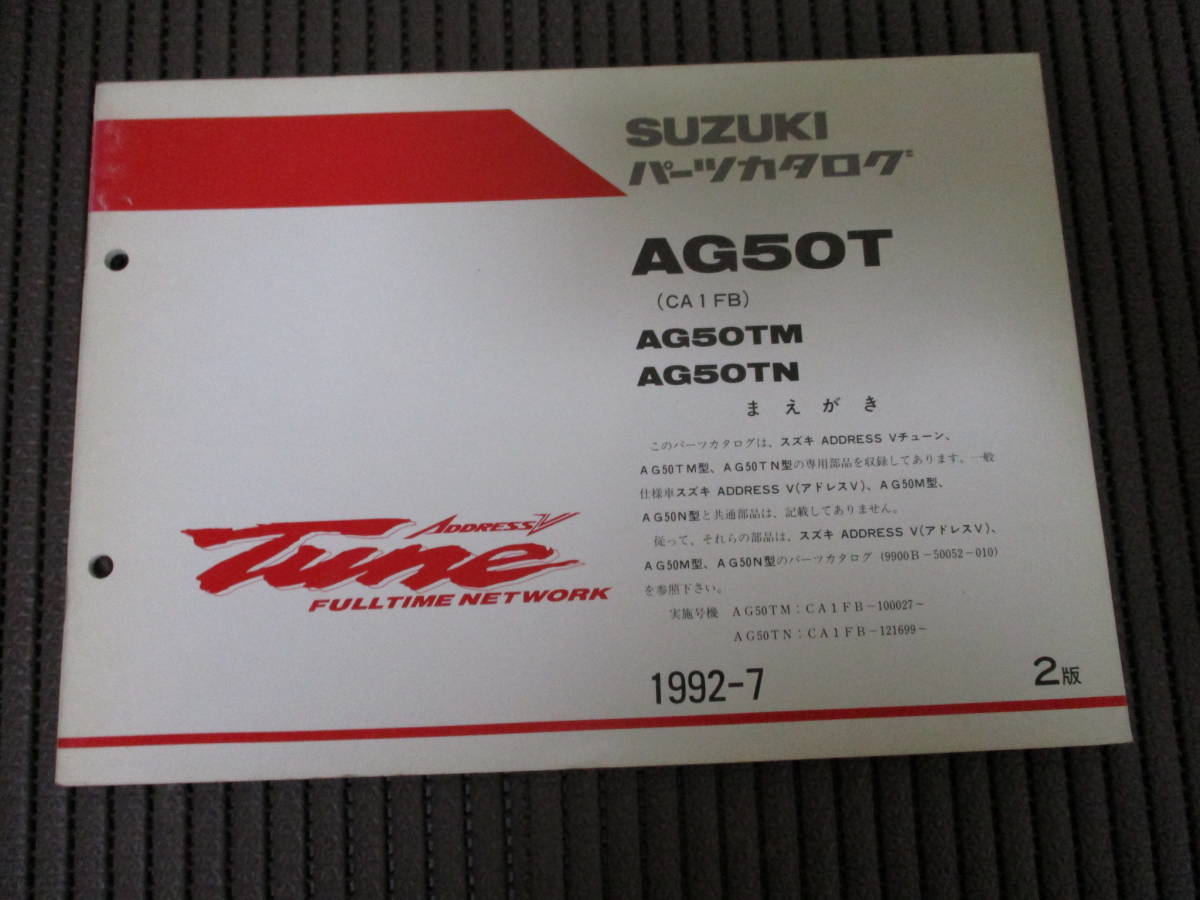 SUZUKI
パーツカタログ
AG50T
(CA1FB)
AG50TM
AG50TN
まえがき
このパーツカタログは、スズキ ADDRESS Vチューン、
AG50TM型、AG50TN型の専用部品を収録してあります。一般
仕様車スズキ ADDRESS V(アドレスV)、AG50M型、
AG50N型と共通部品は、記載してありません。
従って、それらの部品は、スズキ ADDRESS V(アドレスV)、
AG50M型、AG50N型のパーツカタログ (9900B-50052-010)
を参照下さい。
実施号機 AG50TM:CA1FB-100027~
AG50TN:CA1FB-121699~
1992-7
2版
ADDRESS V
Tune
FULLTIME NETWORK